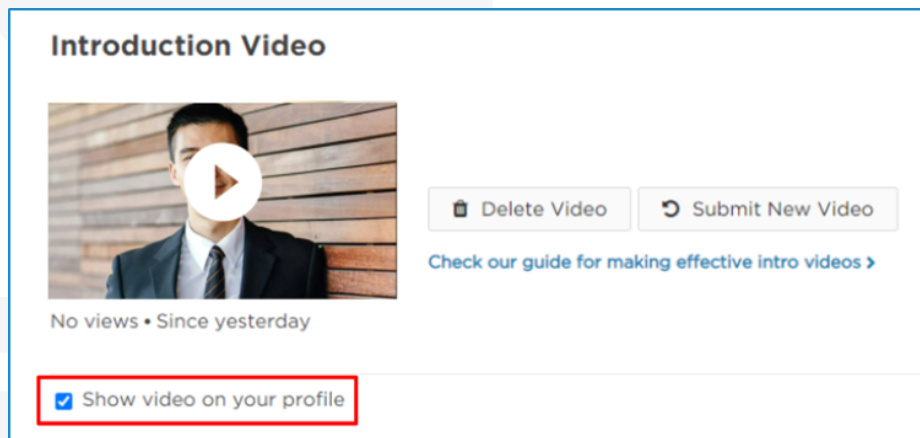 Introduction Video
Delete Video
Submit New Video
Check our guide for making effective intro videos >
No views • Since yesterday
Show video on your profile